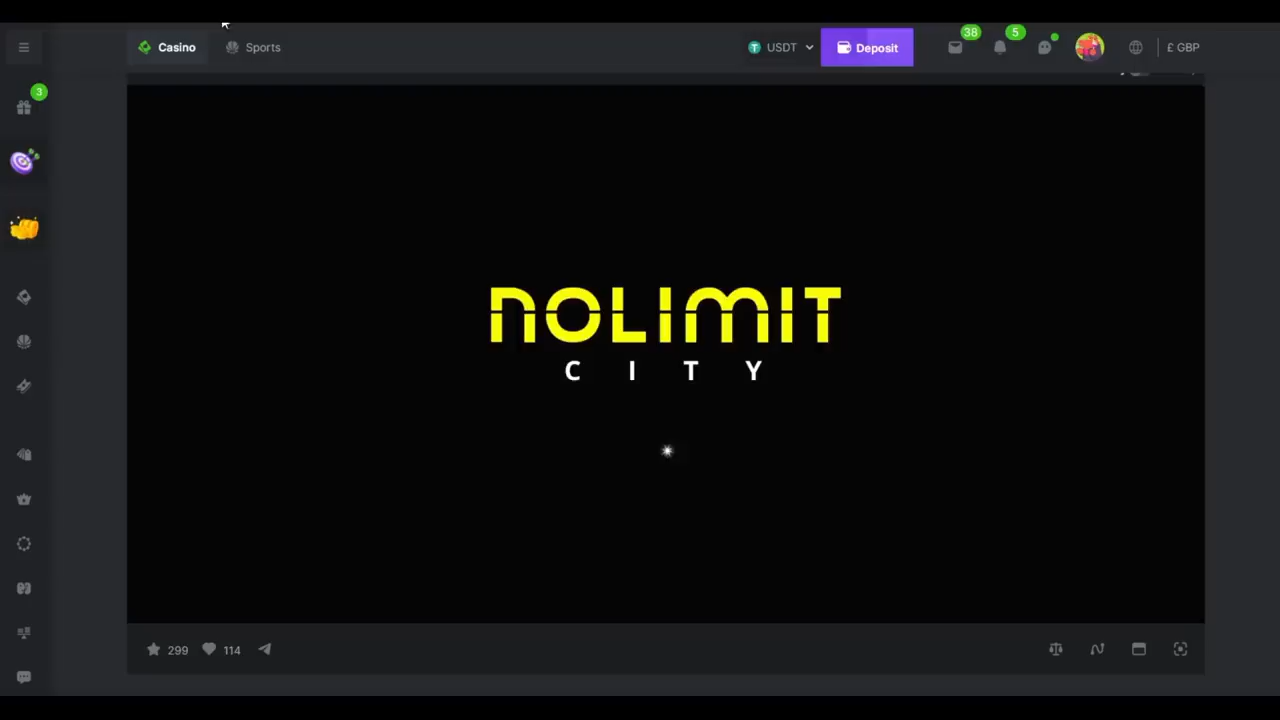 Casino
Sports
USDT
Deposit
38
5
£ GBP
3
NOLIMIT
CITY
299
114